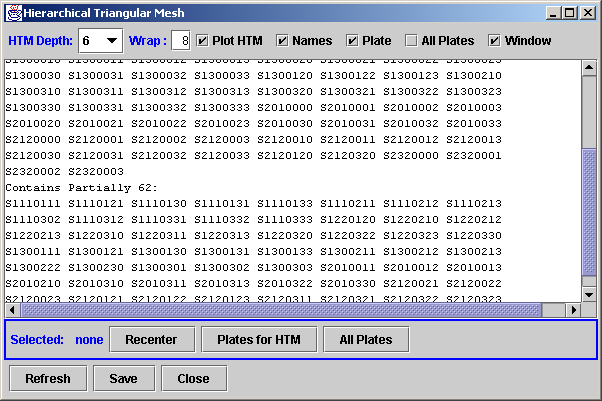 Hierarchical Triangular Mesh
HTM Depth: 6 Wrap : 8 Plot HTM Names Plate All Plates Window
S1300030 S1300031 S1300032 S1300033 S1300120 S1300122 S1300123 S1300210
S1300310 S1300311 S1300312 S1300313 S1300320 S1300321 S1300322 S1300323
S1300330 S1300331 S1300332 S1300333 S2010000 S2010001 S2010002 S2010003
S2010020 S2010021 S2010022 S2010023 S2010030 S2010031 S2010032 S2010033
S2120000 S2120001 S2120002 S2120003 S2120010 S2120011 S2120012 S2120013
S2120030 S2120031 S2120032 S2120033 S2120120 S2120320 S2320000 S2320001
S2320002 S2320003
Contains Partially 62:
S1110111 S1110121 S1110130 S1110131 S1110133 S1110211 S1110212 S1110213
S1110302 S1110312 S1110331 S1110332 S1110333 S1220120 S1220210 S1220212
S1220213 S1220310 S1220311 S1220313 S1220320 S1220322 S1220323 S1220330
S1300111 S1300121 S1300130 S1300131 S1300133 S1300211 S1300212 S1300213
S1300222 S1300230 S1300301 S1300302 S1300303 S2010011 S2010012 S2010013
S2010210 S2010310 S2010311 S2010320 S2010322 S2010330 S2120021 S2120022
S2120023 S2120121 S2120122 S2120123 S2120311 S2120321 S2120322 S2120323
Selected: none Recenter Plates for HTM All Plates
Refresh Save Close